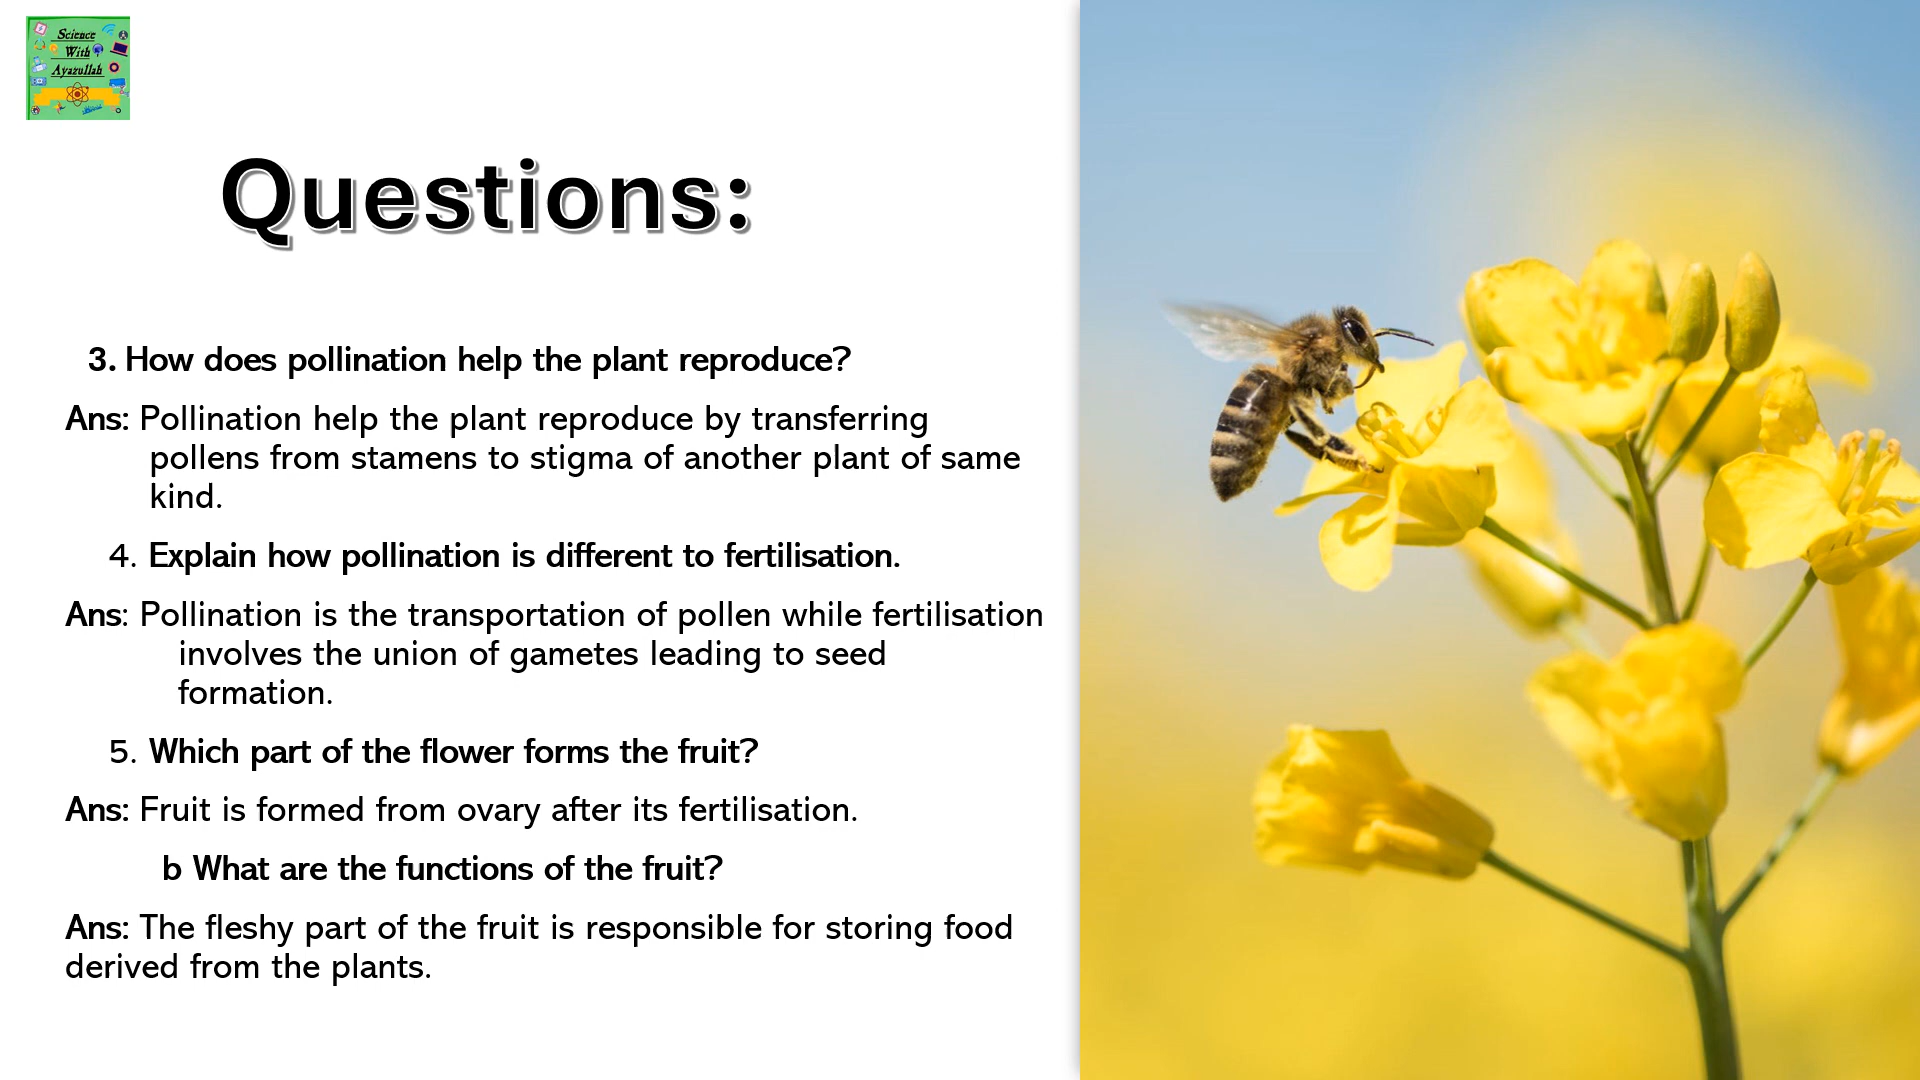 Science
With
Ayazullah
Questions:
3. How does pollination help the plant reproduce?
Ans: Pollination help the plant reproduce by transferring
pollens from stamens to stigma of another plant of same
kind.
4. Explain how pollination is different to fertilisation.
Ans: Pollination is the transportation of pollen while fertilisation
involves the union of gametes leading to seed
formation.
5. Which part of the flower forms the fruit?
Ans: Fruit is formed from ovary after its fertilisation.
b What are the functions of the fruit?
Ans: The fleshy part of the fruit is responsible for storing food
derived from the plants.